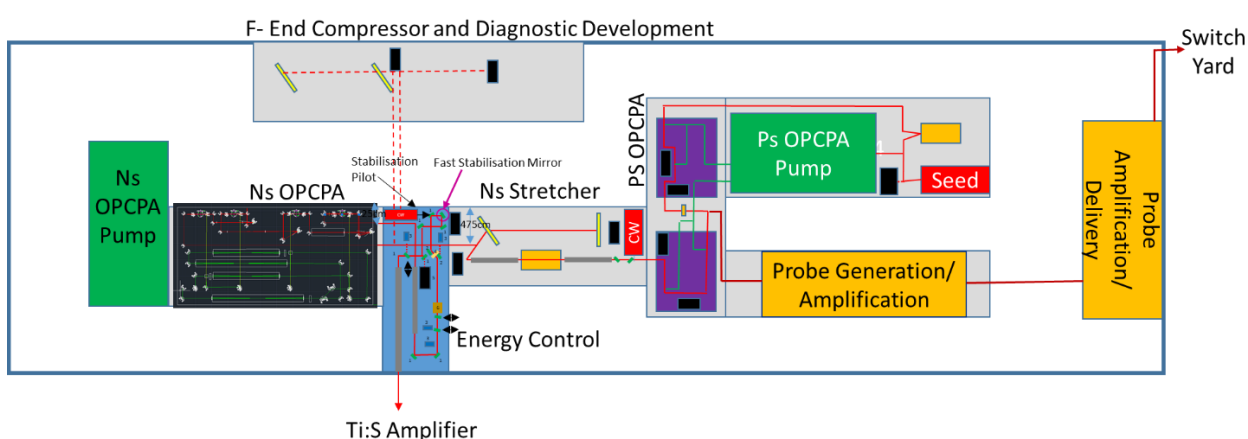 F- End Compressor and Diagnostic Development
Switch
Yard
Ns
OPCPA
Pump
Ns OPCPA
Stabilisation
Pilot
Fast Stabilisation Mirror
Ns Stretcher
475cm
CW
PS OPCPA
Ps OPCPA
Pump
Seed
Probe Generation/
Amplification
Probe
Amplification/
Delivery
Energy Control
Ti:S Amplifier